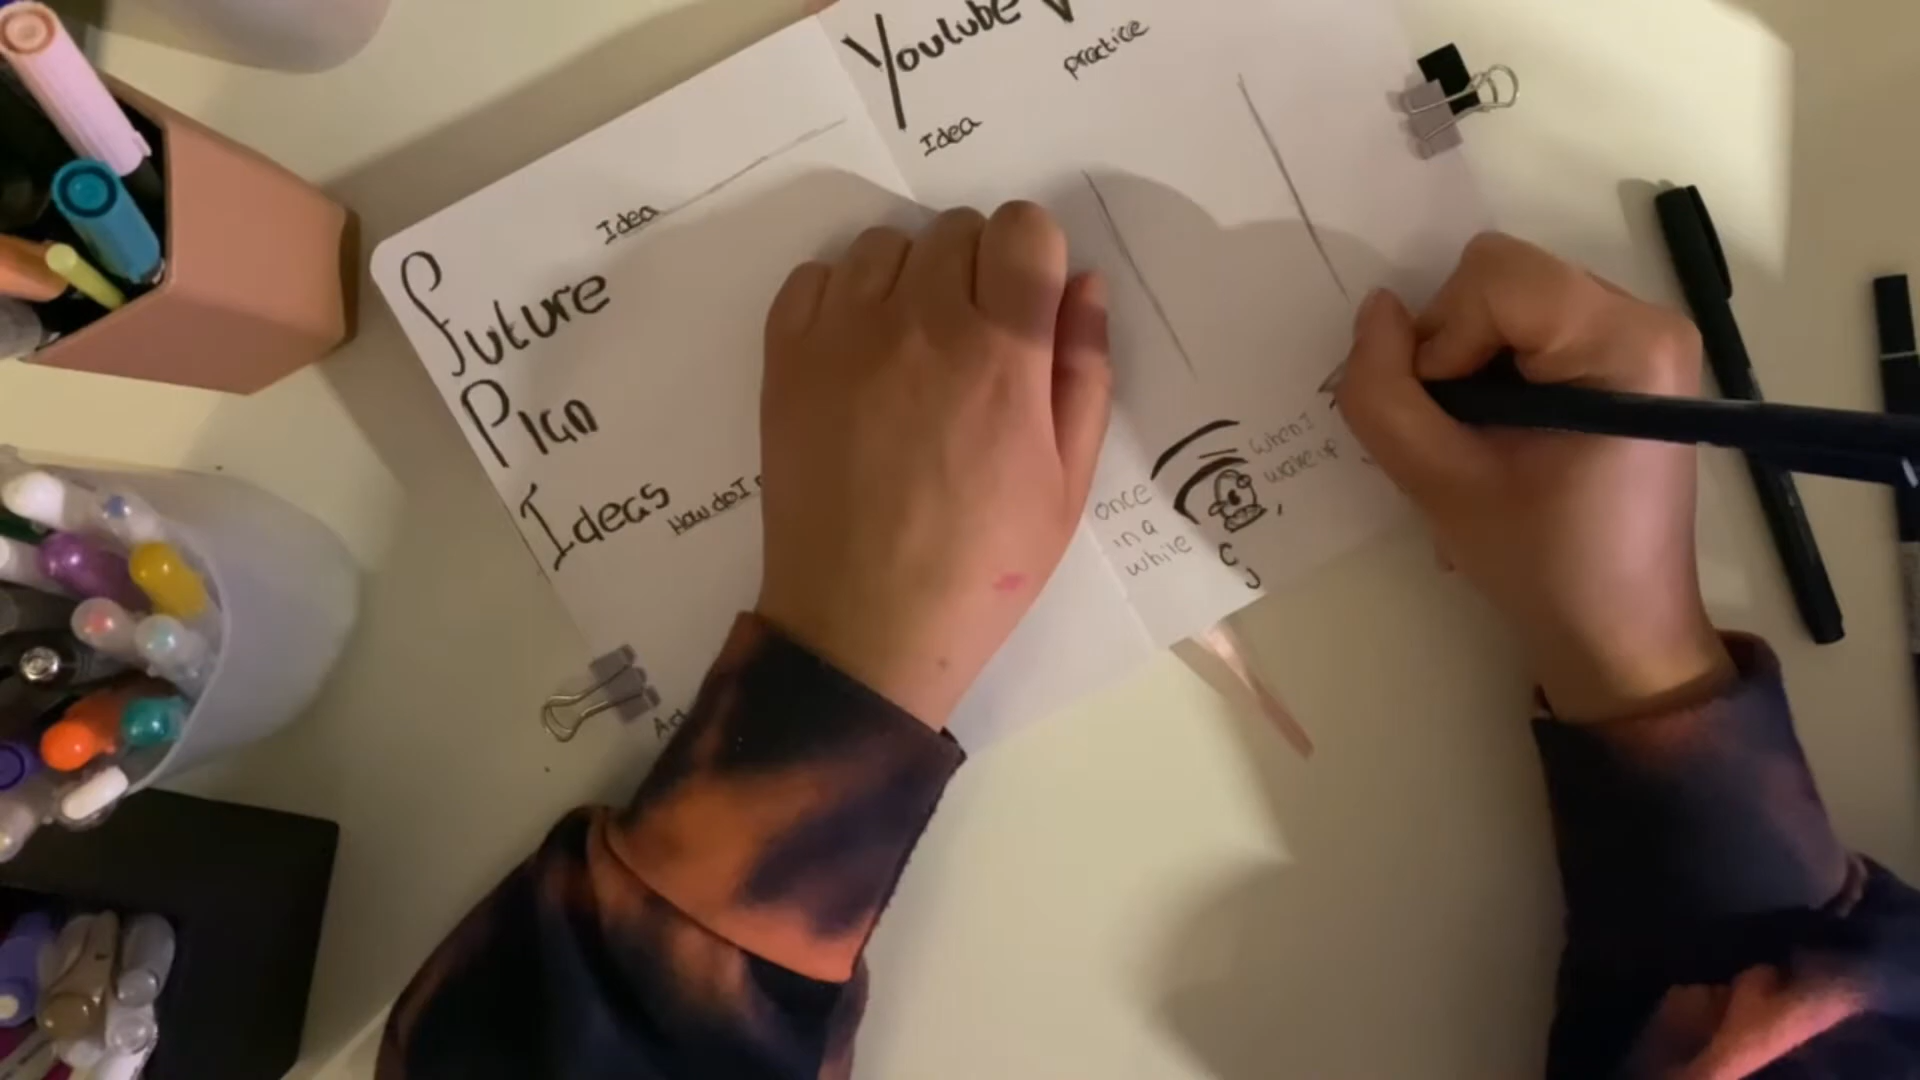 Idea
Future
Plan
Ideas
How do I
Youtube
practice
Idea
once
in a
while
when I
wake up